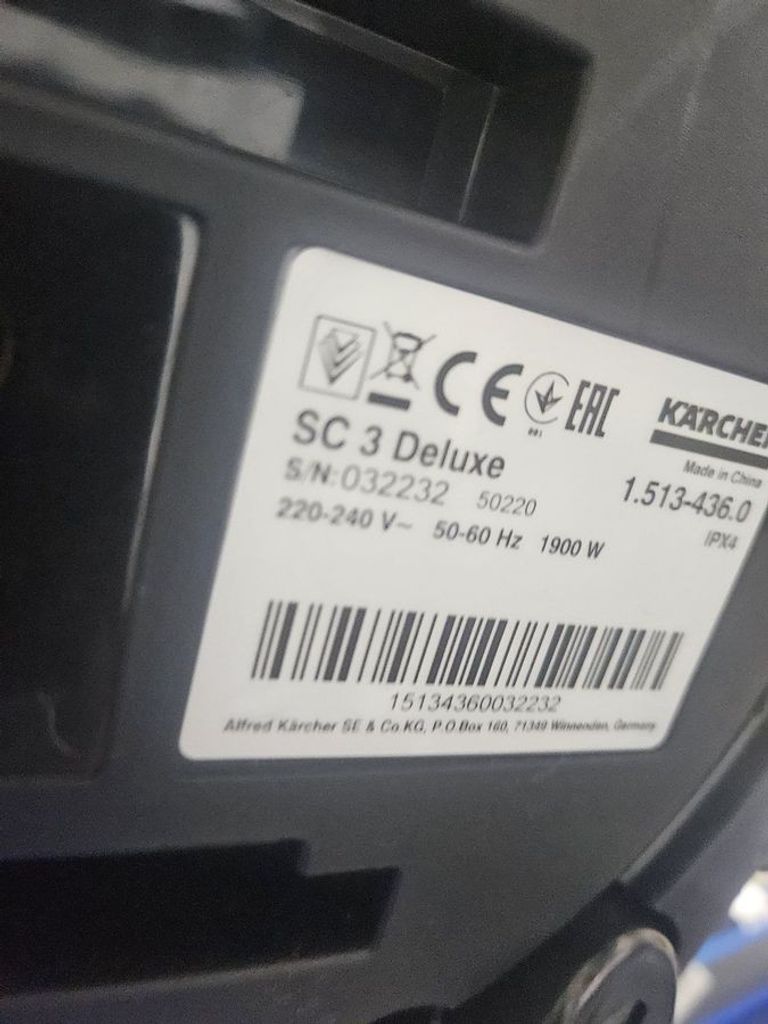 CE EAC
KÄRCHER
SC 3 Deluxe
Made in China
S/N:032232 50220
1.513-436.0
220-240 V~ 50-60 Hz 1900 W
IPX4
15134360032232
Alfred Kärcher SE & Co.KG, P.O.Box 160, 71349 Winnenden, Germany